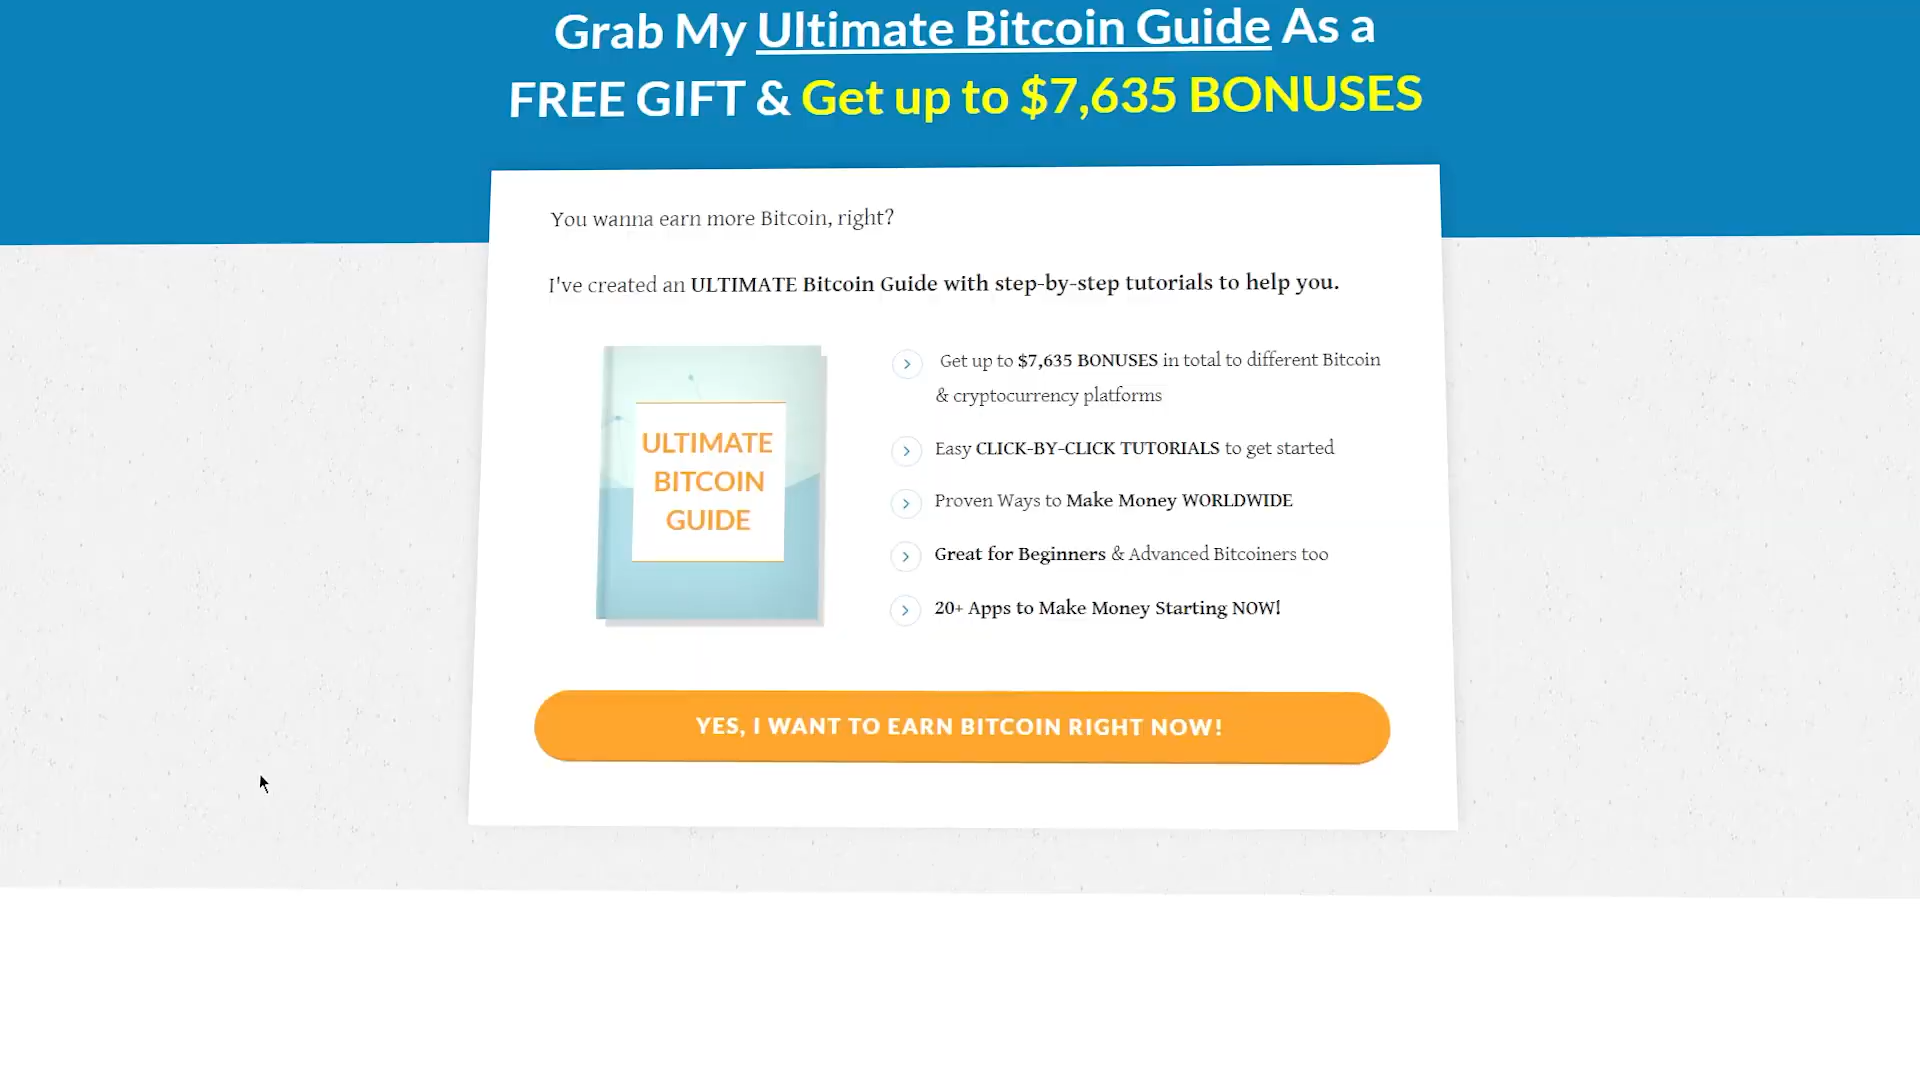 Grab My Ultimate Bitcoin Guide As a
FREE GIFT & Get up to $7,635 BONUSES
You wanna earn more Bitcoin, right?
I've created an ULTIMATE Bitcoin Guide with step-by-step tutorials to help you.
ULTIMATE
BITCOIN
GUIDE
Get up to $7,635 BONUSES in total to different Bitcoin
& cryptocurrency platforms
Easy CLICK-BY-CLICK TUTORIALS to get started
Proven Ways to Make Money WORLDWIDE
Great for Beginners & Advanced Bitcoiners too
20+ Apps to Make Money Starting NOW!
YES, I WANT TO EARN BITCOIN RIGHT NOW!